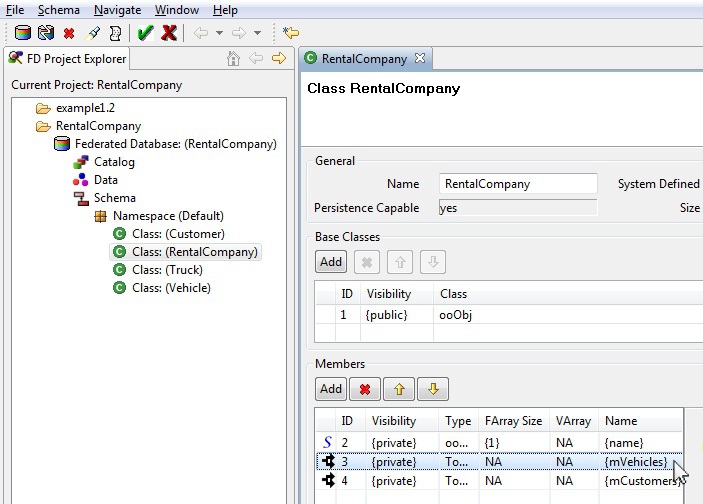 File Schema Navigate Window Help
FD Project Explorer
RentalCompany
Current Project: RentalCompany
Class RentalCompany
example1.2
RentalCompany
Federated Database: (RentalCompany)
Catalog
Data
Schema
Namespace (Default)
Class: (Customer)
Class: (RentalCompany)
Class: (Truck)
Class: (Vehicle)
General
Name RentalCompany System Defined
Persistence Capable yes Size
Base Classes
Add
ID Visibility Class
1 {public} ooObj
Members
Add
ID Visibility Type FArray Size VArray Name
S 2 {private} oo... {1} NA {name}
3 {private} To... NA NA {mVehicles}
4 {private} To... NA NA {mCustomers}